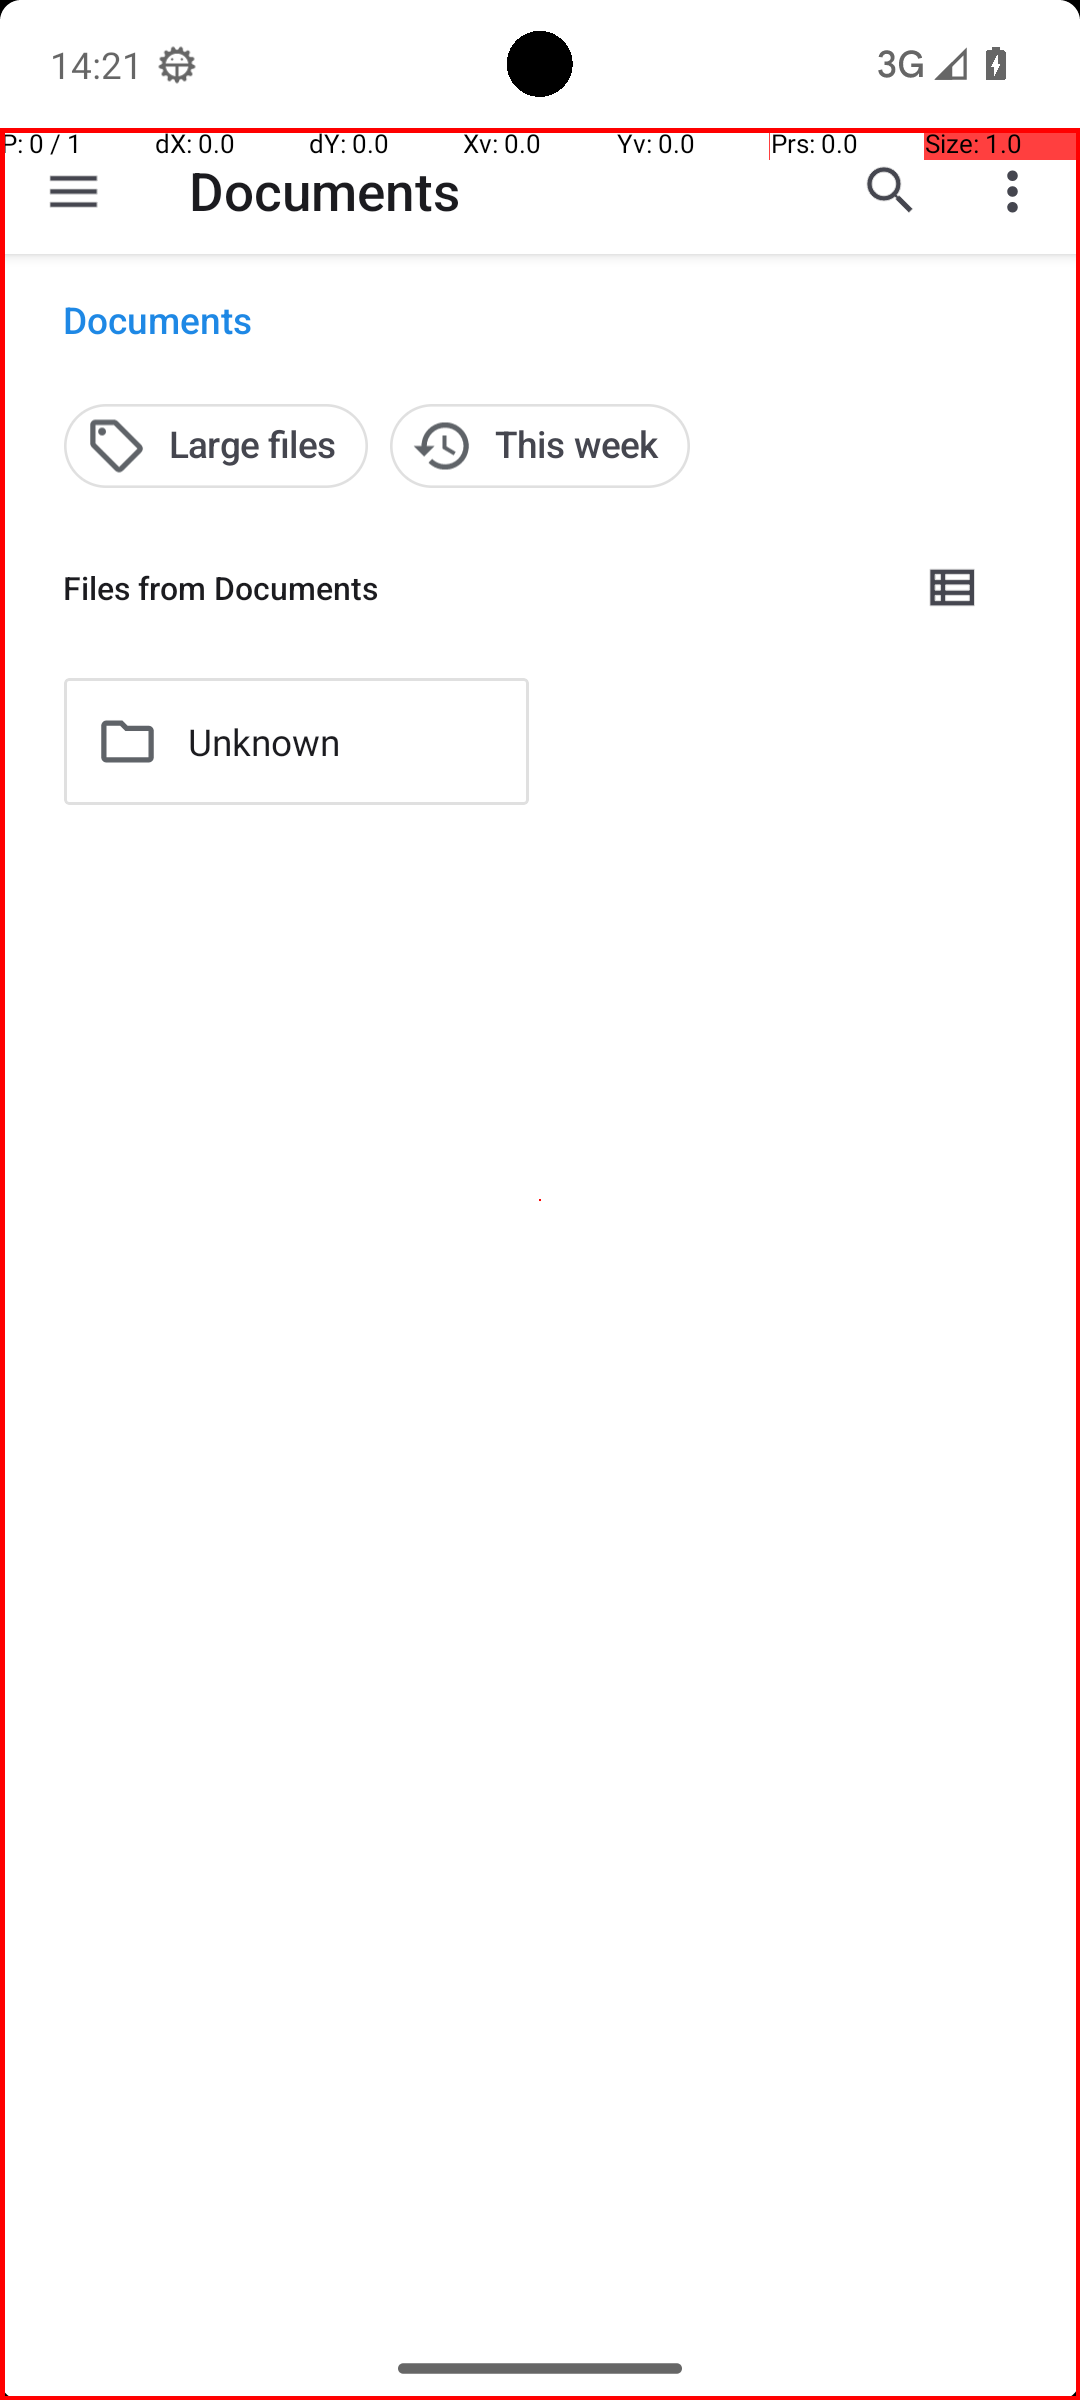 14:21
3G
P: 0 / 1 dX: 0.0 dY: 0.0 Xv: 0.0 Yv: 0.0 Prs: 0.0 Size: 1.0
Documents
Documents
Large files This week
Files from Documents
Unknown